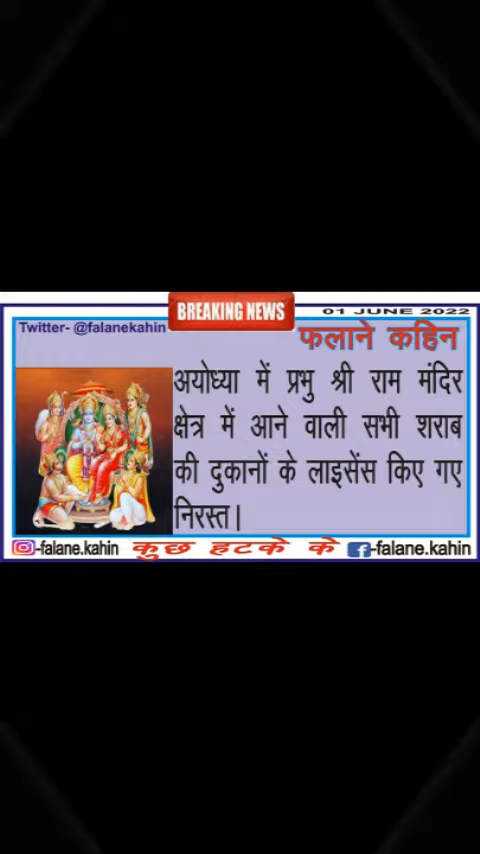 BREAKING NEWS
01 JUNE 2022
Twitter- @falanekahin
फलाने कहिन
अयोध्या में प्रभु श्री राम मंदिर
क्षेत्र में आने वाली सभी शराब
की दुकानों के लाइसेंस किए गए
निरस्त।
-falane.kahin कुछ हटके के -falane.kahin